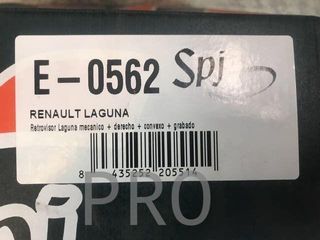 E-0562 Spj
RENAULT LAGUNA
Retrovisor Laguna mecanico + derecho + convexo + grabado
8 435252 205514
PRO